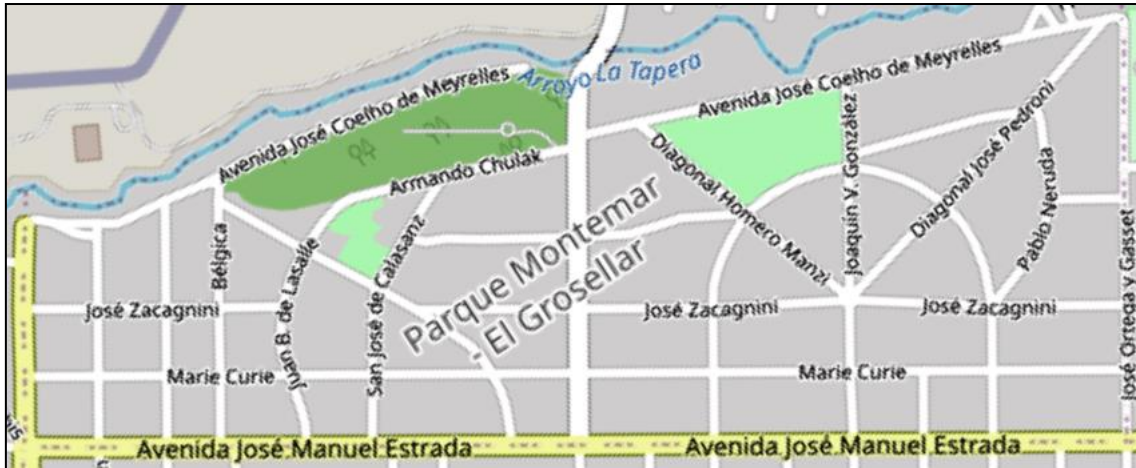 Arroyo La Tapera
Avenida José Coelho de Meyrelles
Avenida José Coelho de Meyrelles
Armando Chulak
Diagonal Homero Manzi
Joaquín V. González
Diagonal José Pedroni
Pablo Neruda
José Ortega y Gasset
Bélgica
Juan B. de Lasalle
San José de Calasanz
Parque Montemar
- El Grosellar
José Zacagnini
José Zacagnini
José Zacagnini
Marie Curie
Marie Curie
Avenida José Manuel Estrada
Avenida José Manuel Estrada